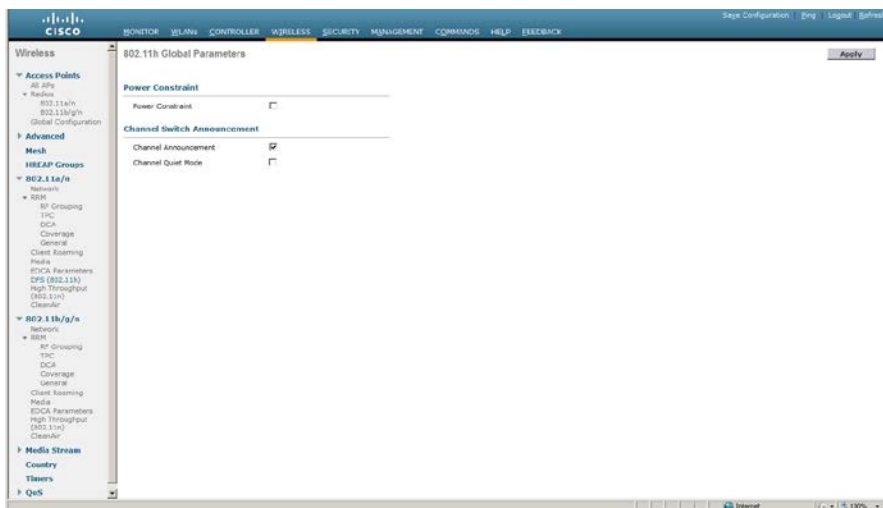 Save Configuration Ping Logout Refresh
CISCO
MONITOR WLANs CONTROLLER WIRELESS SECURITY MANAGEMENT COMMANDS HELP FEEDBACK
Wireless
802.11h Global Parameters
Apply
Access Points
All APs
Radios
802.11a/n
802.11b/g/n
Global Configuration
Advanced
Mesh
HREAP Groups
802.11a/n
Network
RRM
RF Grouping
TPC
DCA
Coverage
General
Client Roaming
Media
EDCA Parameters
DFS (802.11h)
High Throughput
(802.11n)
CleanAir
802.11b/g/n
Network
RRM
RF Grouping
TPC
DCA
Coverage
General
Client Roaming
Media
EDCA Parameters
High Throughput
(802.11n)
CleanAir
Media Stream
Country
Timers
QoS
Power Constraint
Power Constraint
Channel Switch Announcement
Channel Announcement
Channel Quiet Mode
Internet
100%